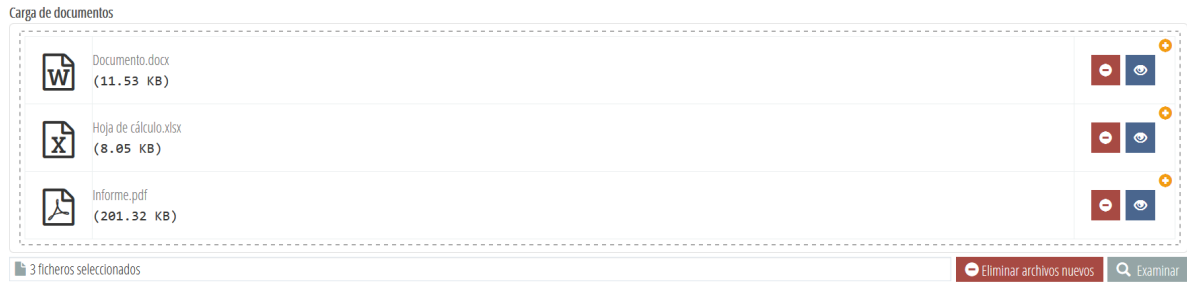 Carga de documentos
W
Documento.docx
(11.53 KB)
X
Hoja de cálculo.xlsx
(8.05 KB)
Informe.pdf
(201.32 KB)
3 ficheros seleccionados
Eliminar archivos nuevos
Examinar